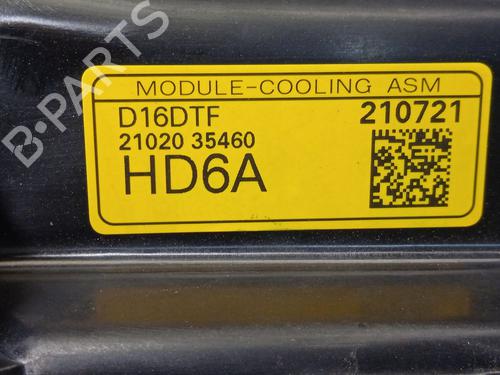 MODULE-COOLING ASM
D16DTF 210721
21020 35460
HD6A
B-PARTS